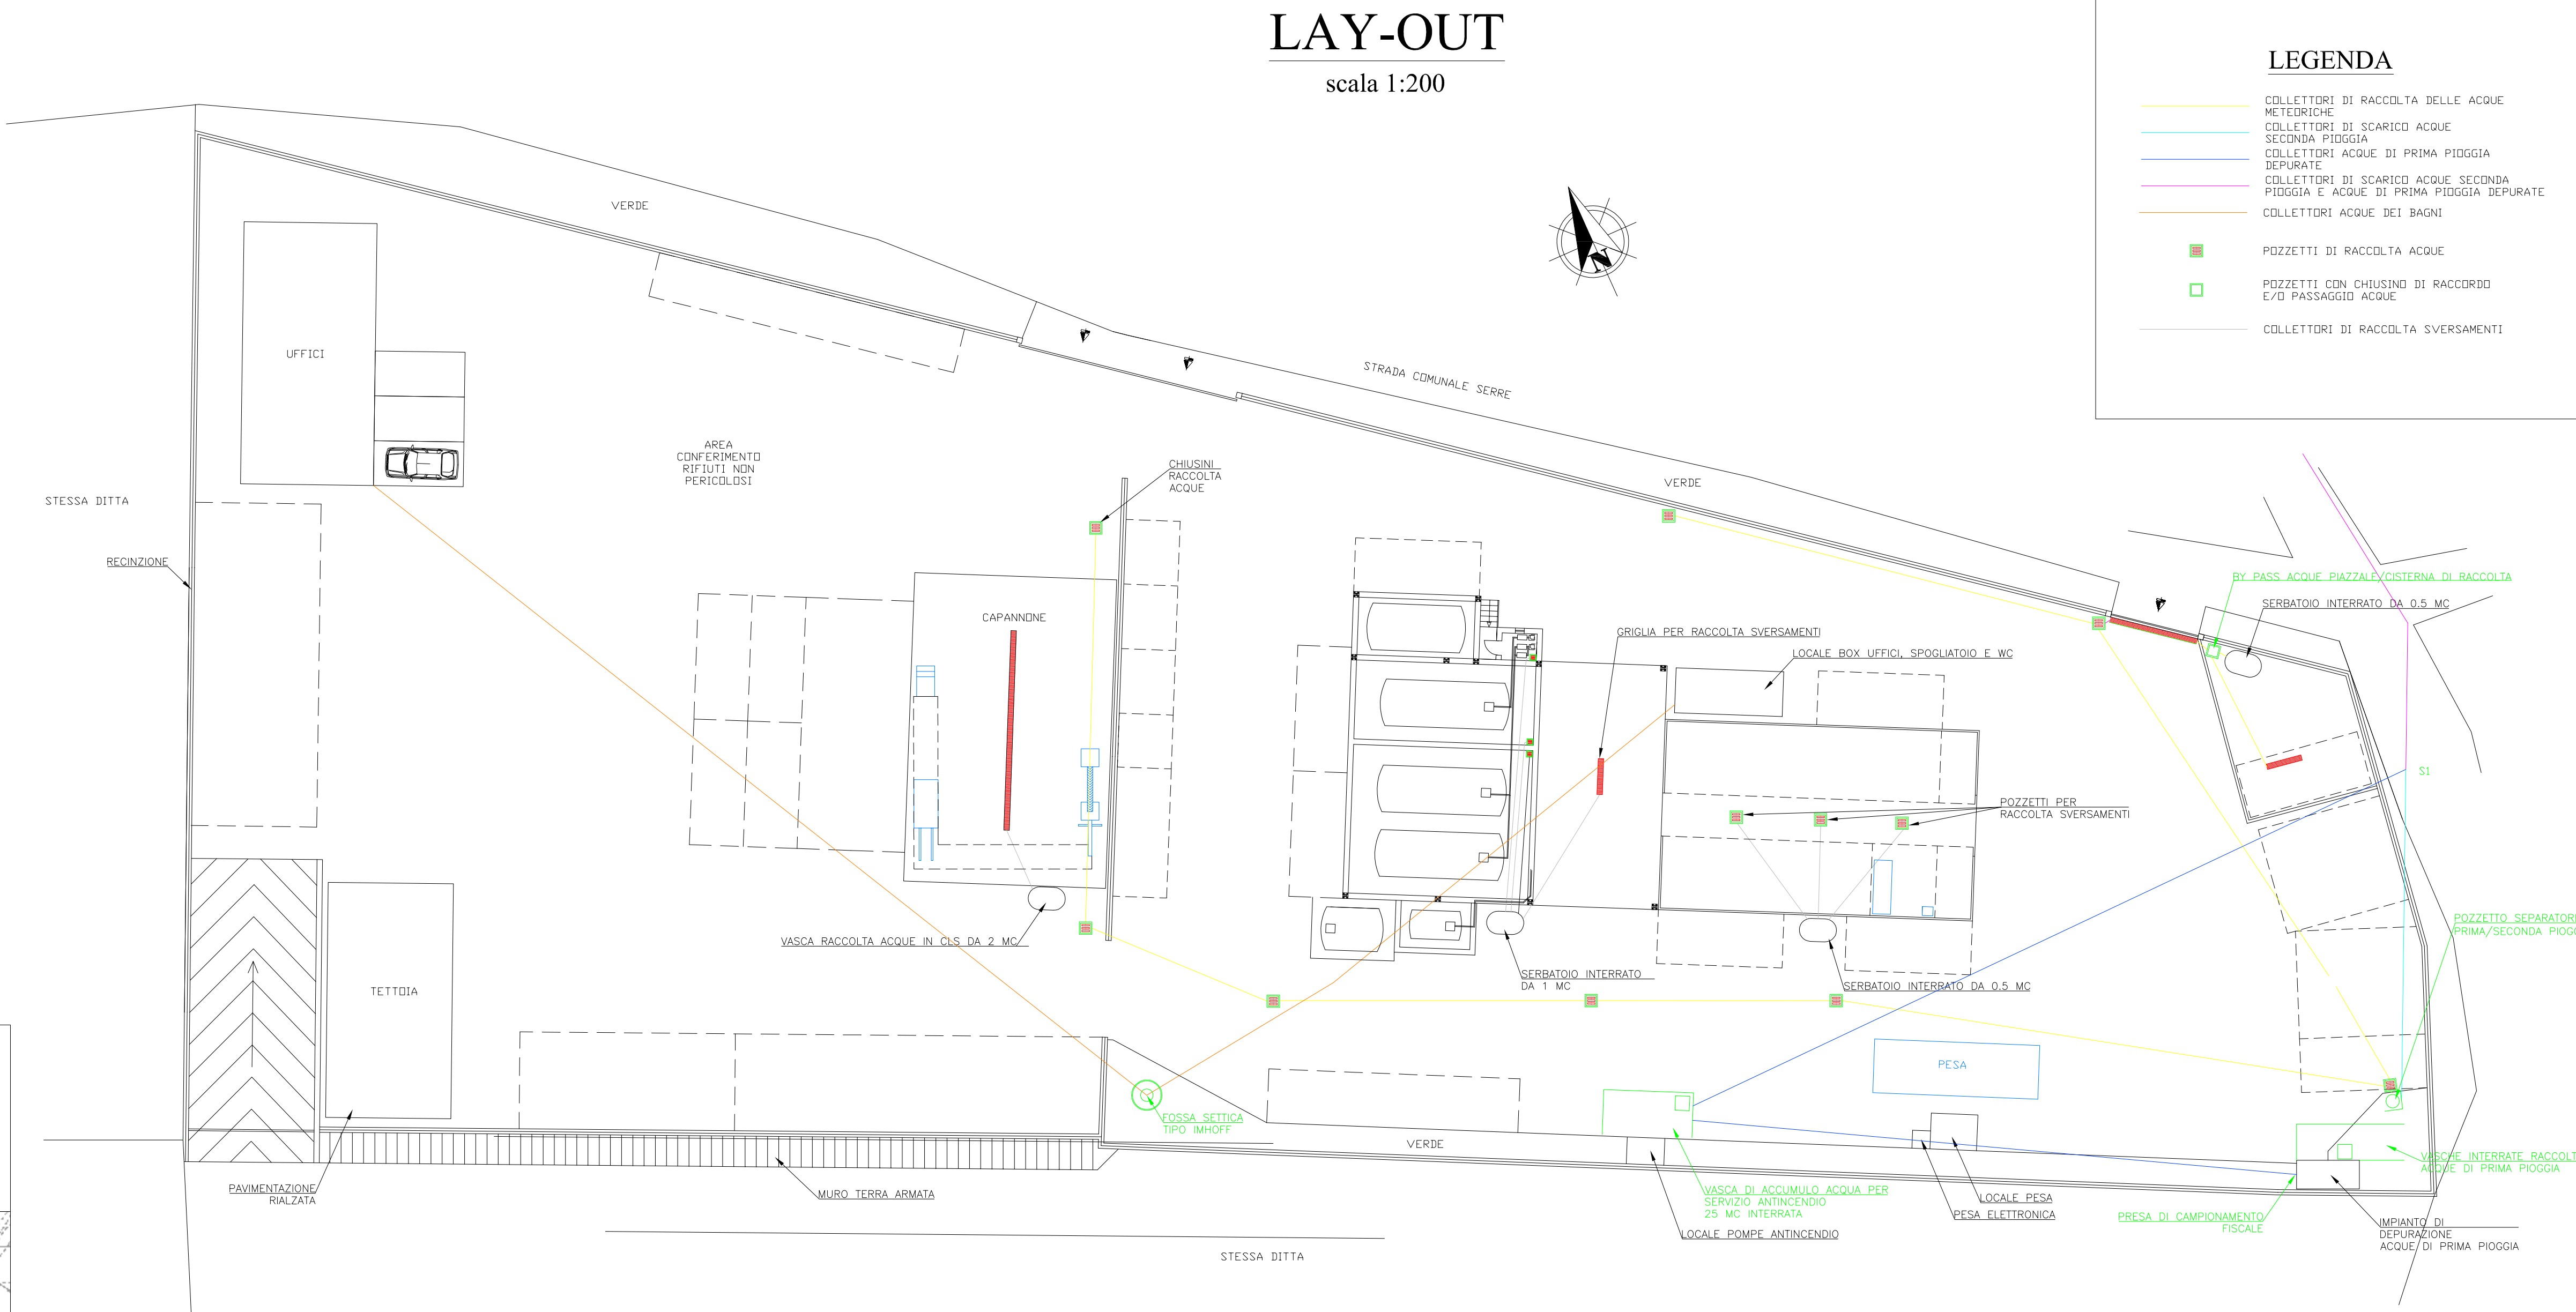 LAY-OUT
scala 1:200
LEGENDA
COLLETTORI DI RACCOLTA DELLE ACQUE
METEORICHE
COLLETTORI DI SCARICO ACQUE
SECONDA PIOGGIA
COLLETTORI ACQUE DI PRIMA PIOGGIA
DEPURATE
COLLETTORI DI SCARICO ACQUE SECONDA
PIOGGIA E ACQUE DI PRIMA PIOGGIA DEPURATE
COLLETTORI ACQUE DEI BAGNI
POZZETTI DI RACCOLTA ACQUE
POZZETTI CON CHIUSINO DI RACCORDO
E/O PASSAGGIO ACQUE
COLLETTORI DI RACCOLTA SVERSAMENTI
VERDE
N
UFFICI
STRADA COMUNALE SERRE
AREA
CONFERIMENTO
RIFIUTI NON
PERICOLOSI
CHIUSINI
RACCOLTA
ACQUE
VERDE
STESSA DITTA
RECINZIONE
BY PASS ACQUE PIAZZALE/CISTERNA DI RACCOLTA
SERBATOIO INTERRATO DA 0.5 MC
CAPANNONE
GRIGLIA PER RACCOLTA SVERSAMENTI
LOCALE BOX UFFICI, SPOGLIATOIO E WC
S1
POZZETTI PER
RACCOLTA SVERSAMENTI
VASCA RACCOLTA ACQUE IN CLS DA 2 MC
POZZETTO SEPARATORE
PRIMA/SECONDA PIOGG
SERBATOIO INTERRATO
DA 1 MC
SERBATOIO INTERRATO DA 0.5 MC
TETTOIA
PESA
FOSSA SETTICA
TIPO IMHOFF
VERDE
VASCHE INTERRATE RACCOLT
ACQUE DI PRIMA PIOGGIA
PAVIMENTAZIONE
RIALZATA
MURO TERRA ARMATA
VASCA DI ACCUMULO ACQUA PER
SERVIZIO ANTINCENDIO
25 MC INTERRATA
LOCALE PESA
PESA ELETTRONICA
PRESA DI CAMPIONAMENTO
FISCALE
IMPIANTO DI
DEPURAZIONE
ACQUE DI PRIMA PIOGGIA
LOCALE POMPE ANTINCENDIO
STESSA DITTA